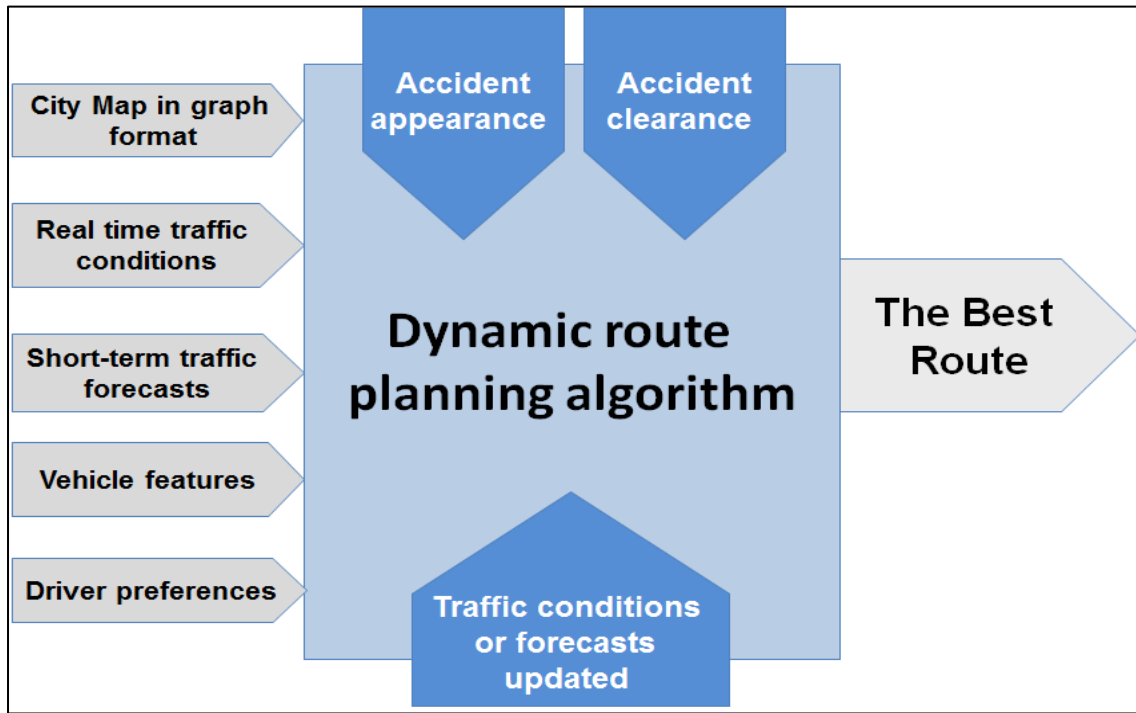 City Map in graph
format
Real time traffic
conditions
Short-term traffic
forecasts
Vehicle features
Driver preferences
Accident
appearance
Accident
clearance
Dynamic route
planning algorithm
Traffic conditions
or forecasts
updated
The Best
Route